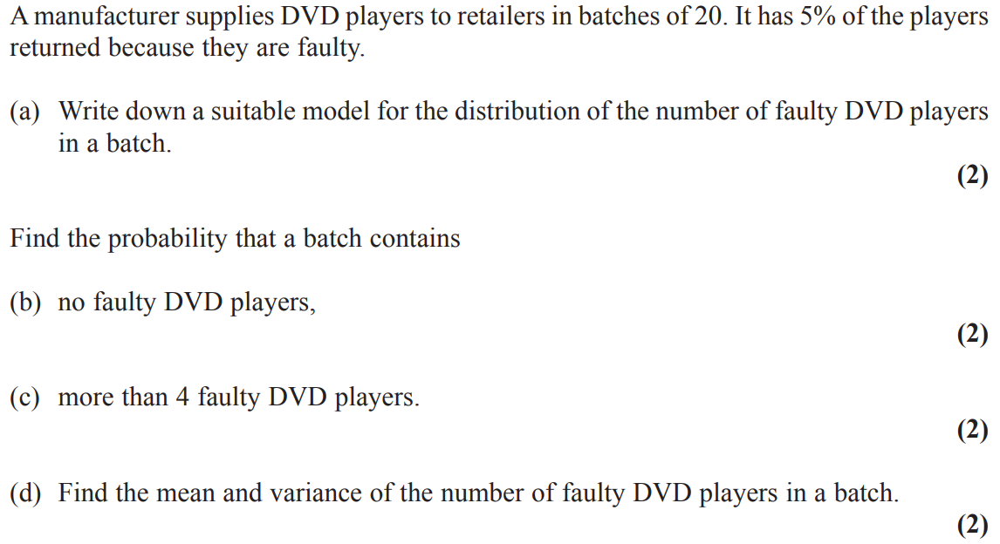 A manufacturer supplies DVD players to retailers in batches of 20. It has 5% of the players
returned because they are faulty.
(a) Write down a suitable model for the distribution of the number of faulty DVD players
in a batch.
(2)
Find the probability that a batch contains
(b) no faulty DVD players,
(2)
(c) more than 4 faulty DVD players.
(2)
(d) Find the mean and variance of the number of faulty DVD players in a batch.
(2)